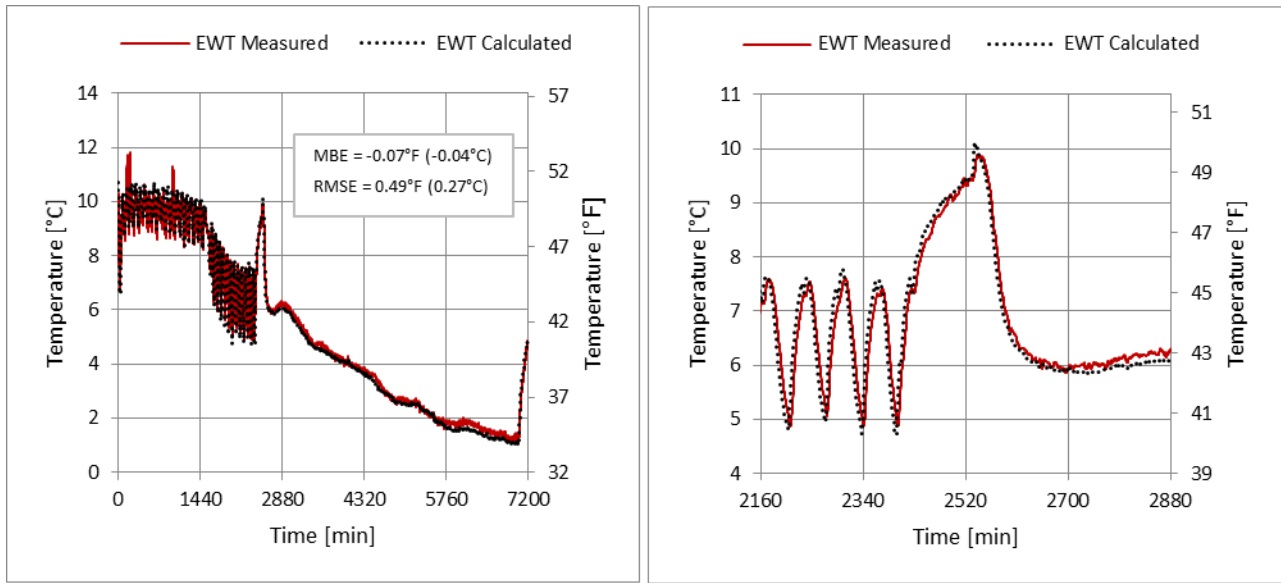 EWT Measured EWT Calculated
14 57
12 52
10
47
8
6
42
4
37
2
0 32
Temperature [°C]
Temperature [°F]
MBE = -0.07°F (-0.04°C)
RMSE = 0.49°F (0.27°C)
0 1440 2880 4320 5760 7200
Time [min]
EWT Measured EWT Calculated
11
51
10
49
9
8
47
7
45
6
43
5
41
4 39
Temperature [°C]
Temperature [°F]
2160 2340 2520 2700 2880
Time [min]